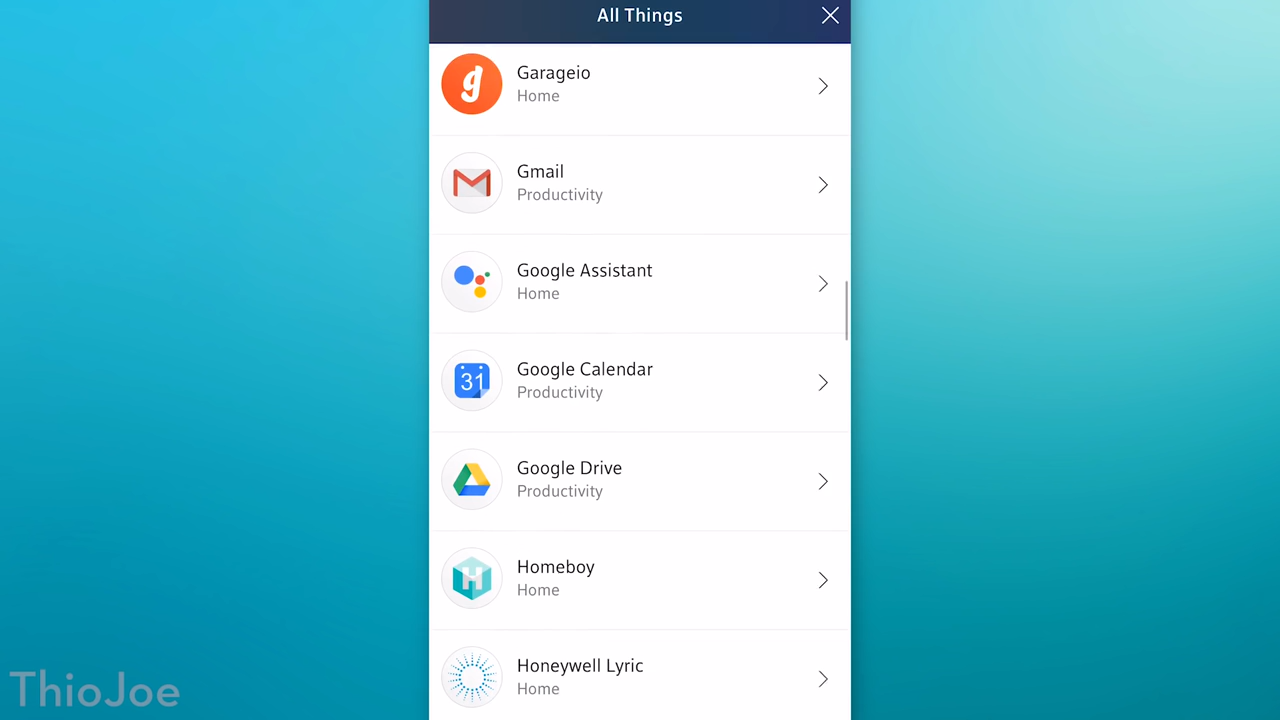 All Things
g
Garageio
Home
Gmail
Productivity
Google Assistant
Home
31
Google Calendar
Productivity
Google Drive
Productivity
H
Homeboy
Home
Honeywell Lyric
Home
ThioJoe